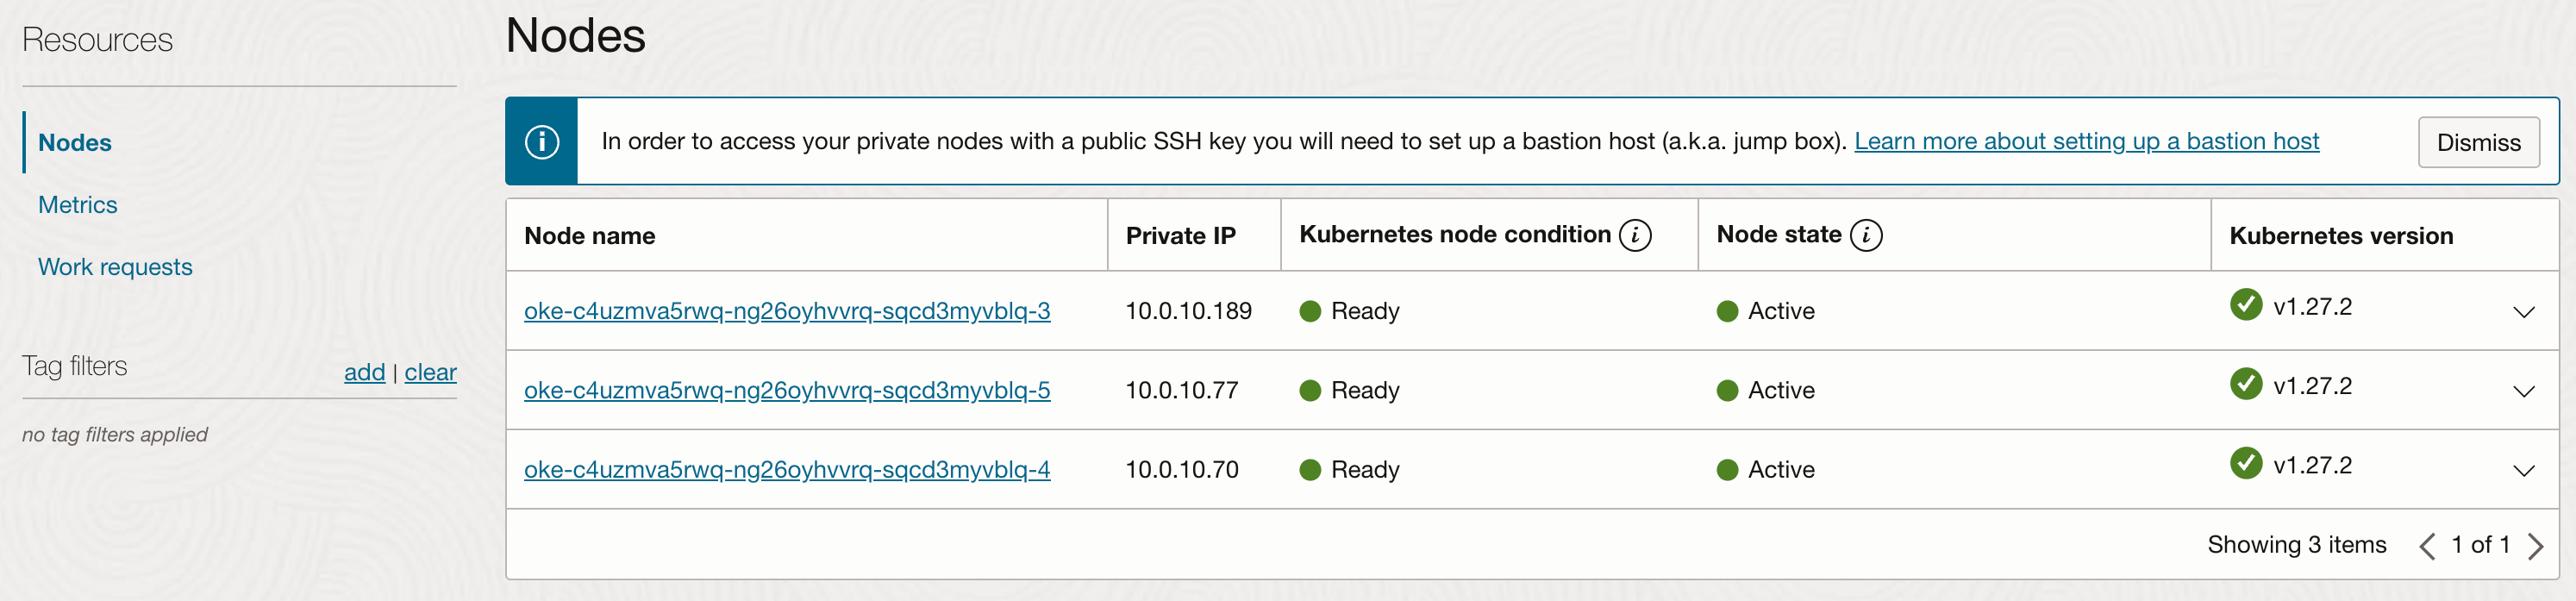 Resources
Nodes
Metrics
Work requests
Tag filters add | clear
no tag filters applied
Nodes
In order to access your private nodes with a public SSH key you will need to set up a bastion host (a.k.a. jump box). Learn more about setting up a bastion host Dismiss
Node name Private IP Kubernetes node condition Node state Kubernetes version
oke-c4uzmva5rwq-ng26oyhvvrq-sqcd3myvblq-3 10.0.10.189 Ready Active v1.27.2
oke-c4uzmva5rwq-ng26oyhvvrq-sqcd3myvblq-5 10.0.10.77 Ready Active v1.27.2
oke-c4uzmva5rwq-ng26oyhvvrq-sqcd3myvblq-4 10.0.10.70 Ready Active v1.27.2
Showing 3 items 1 of 1